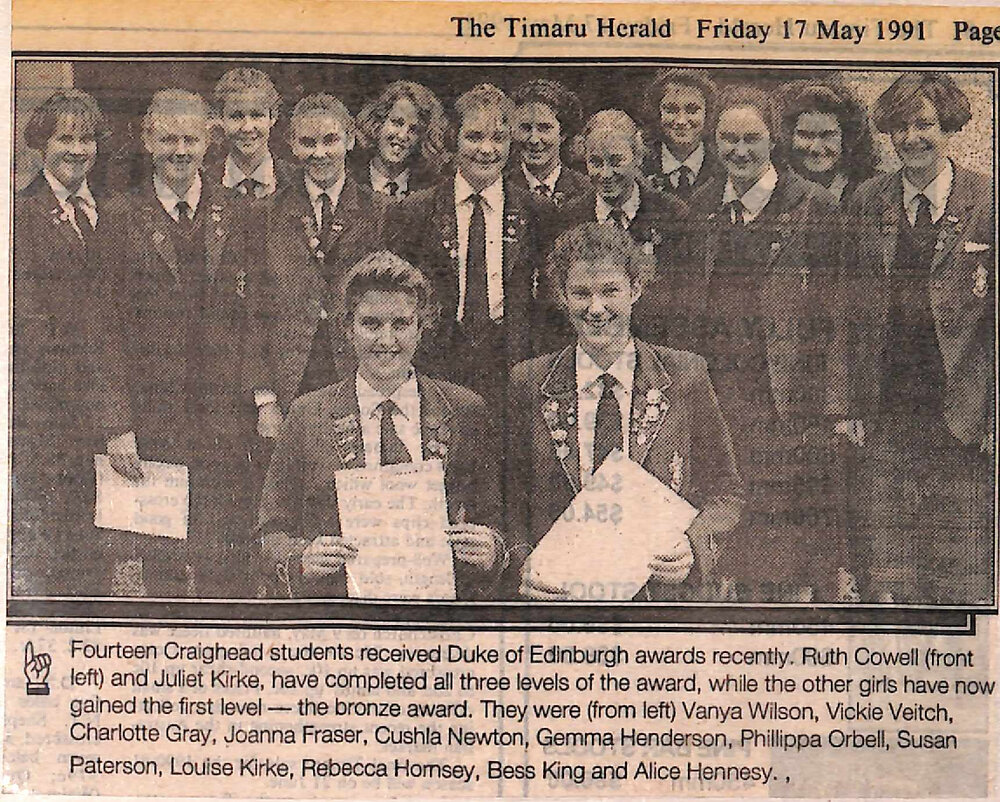 The Timaru Herald Friday 17 May 1991 Page
Fourteen Craighead students received Duke of Edinburgh awards recently. Ruth Cowell (front
left) and Juliet Kirke, have completed all three levels of the award, while the other girls have now
gained the first level — the bronze award. They were (from left) Vanya Wilson, Vickie Veitch,
Charlotte Gray, Joanna Fraser, Cushla Newton, Gemma Henderson, Phillippa Orbell, Susan
Paterson, Louise Kirke, Rebecca Hornsey, Bess King and Alice Hennesy. ,